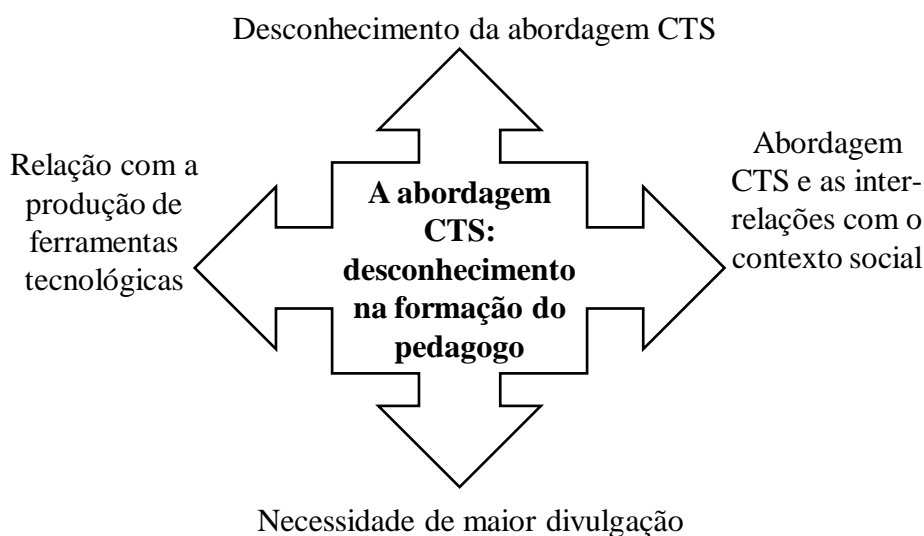 Desconhecimento da abordagem CTS
Relação com a
produção de
ferramentas
tecnológicas
A abordagem
CTS:
desconhecimento
na formação do
pedagogo
Abordagem
CTS e as inter-
relações com o
contexto social
Necessidade de maior divulgação